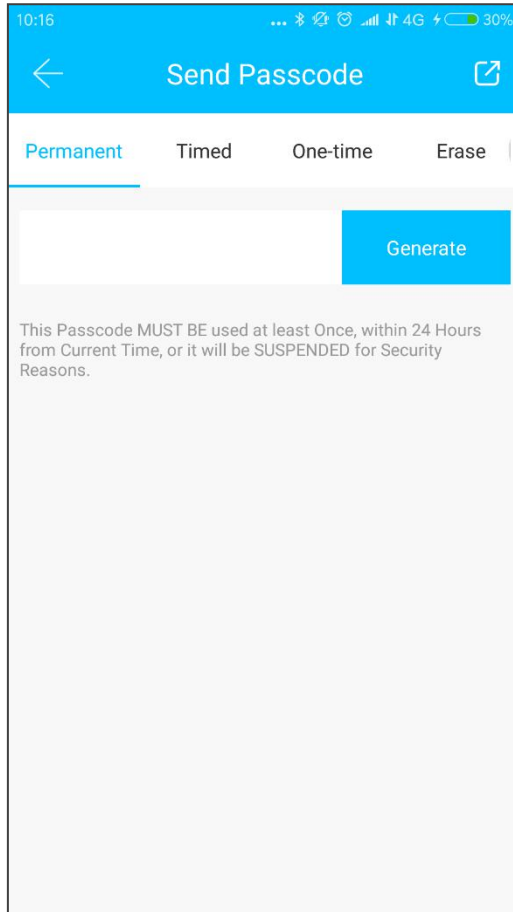 10:16 ... 4G 30%
Send Passcode
Permanent Timed One-time Erase
Generate
This Passcode MUST BE used at least Once, within 24 Hours
from Current Time, or it will be SUSPENDED for Security
Reasons.